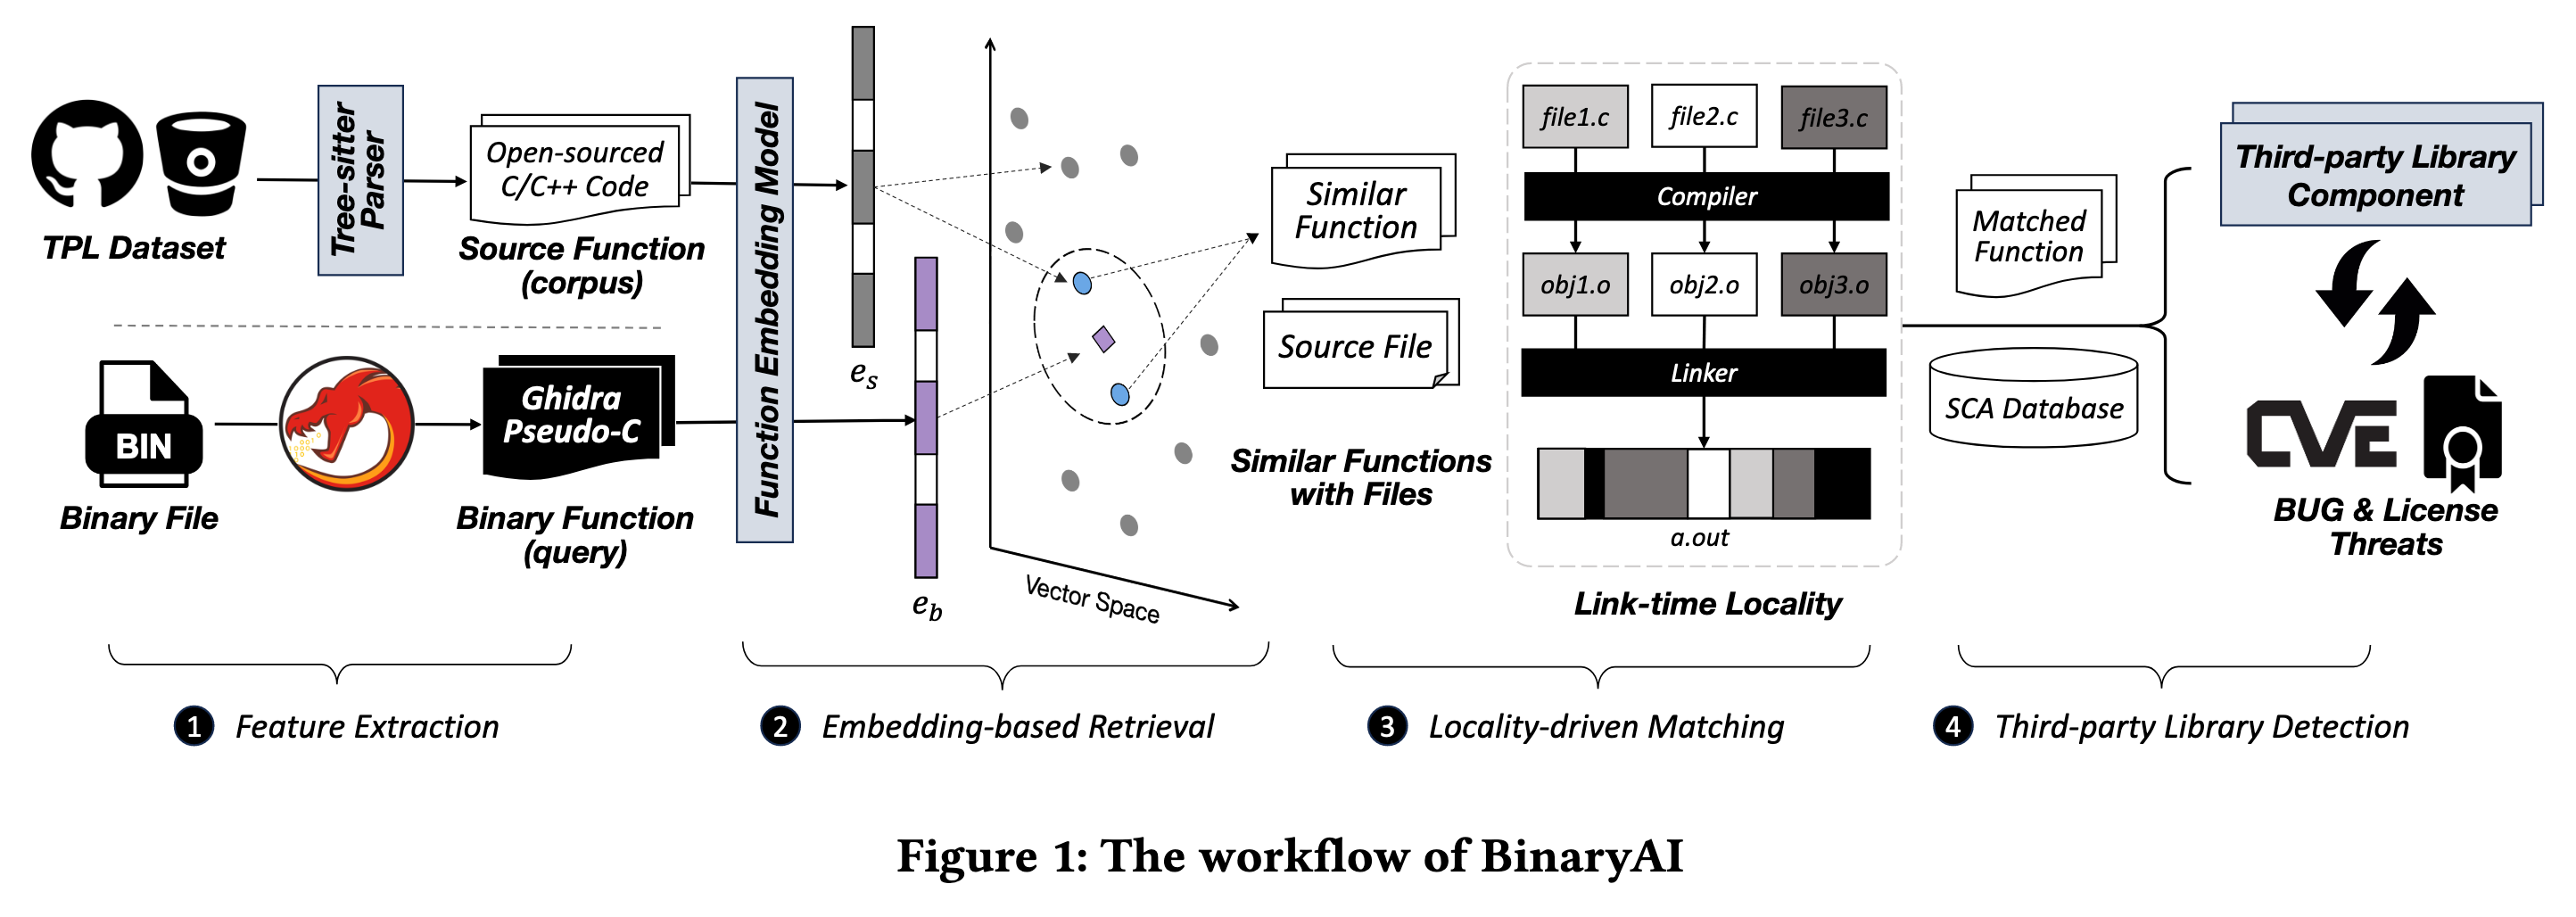 TPL Dataset
Tree-sitter
Parser
Open-sourced
C/C++ Code
Source Function
(corpus)
BIN
Binary File
Ghidra
Pseudo-C
Binary Function
(query)
Function Embedding Model
e_s
e_b
Vector Space
Similar
Function
Source File
Similar Functions
with Files
file1.c
file2.c
file3.c
Compiler
obj1.o
obj2.o
obj3.o
Linker
a.out
Link-time Locality
Matched
Function
SCA Database
Third-party Library
Component
CVE
BUG & License
Threats
1 Feature Extraction
2 Embedding-based Retrieval
3 Locality-driven Matching
4 Third-party Library Detection
Figure 1: The workflow of BinaryAI